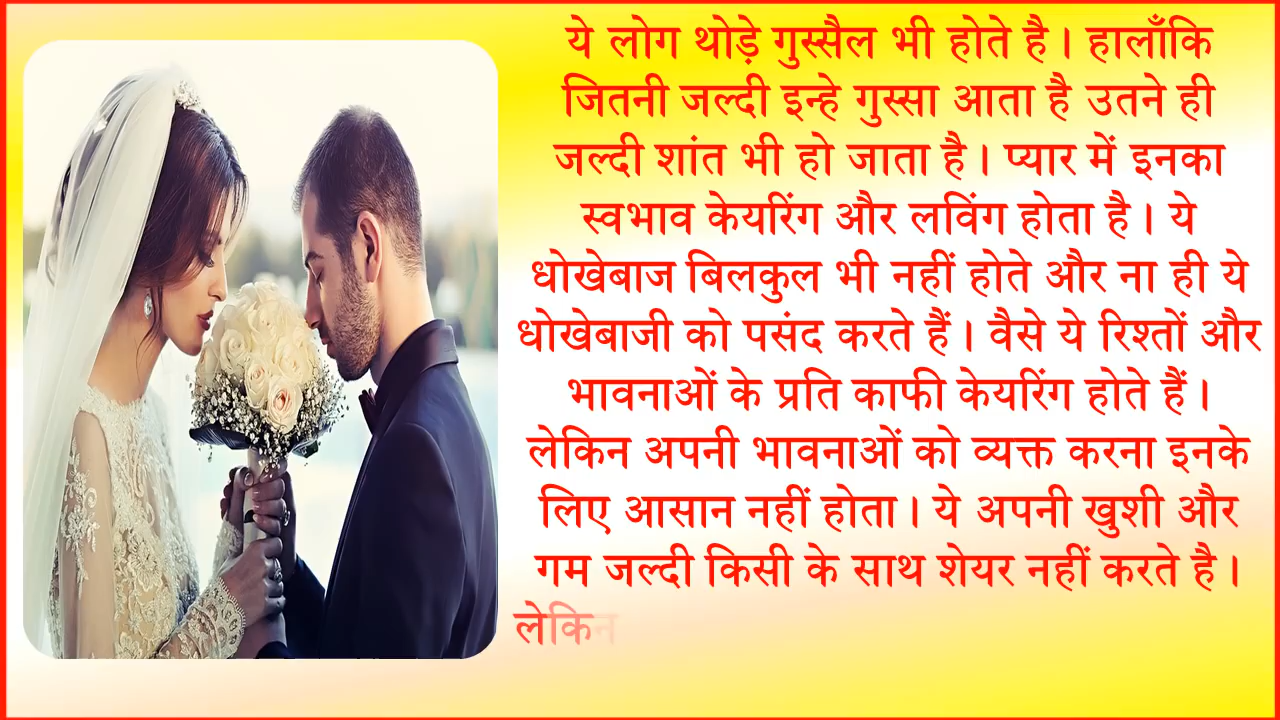 ये लोग थोड़े गुस्सैल भी होते है । हालाँकि
जितनी जल्दी इन्हे गुस्सा आता है उतने ही
जल्दी शांत भी हो जाता है । प्यार में इनका
स्वभाव केयरिंग और लविंग होता है । ये
धोखेबाज बिलकुल भी नहीं होते और ना ही ये
धोखेबाजी को पसंद करते हैं । वैसे ये रिश्तों और
भावनाओं के प्रति काफी केयरिंग होते हैं ।
लेकिन अपनी भावनाओं को व्यक्त करना इनके
लिए आसान नहीं होता । ये अपनी खुशी और
गम जल्दी किसी के साथ शेयर नहीं करते है ।
लेकिन